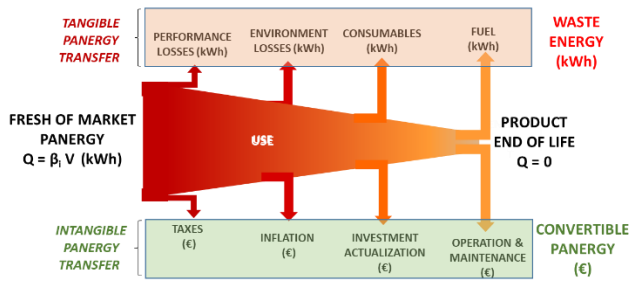 TANGIBLE
PANERGY
TRANSFER
PERFORMANCE
LOSSES (kWh)
ENVIRONMENT
LOSSES (kWh)
CONSUMABLES
(kWh)
FUEL
(kWh)
WASTE
ENERGY
(kWh)
FRESH OF MARKET
PANERGY
Q = βi V (kWh)
USE
PRODUCT
END OF LIFE
Q = 0
INTANGIBLE
PANERGY
TRANSFER
TAXES
(€)
INFLATION
(€)
INVESTMENT
ACTUALIZATION
(€)
OPERATION &
MAINTENANCE
(€)
CONVERTIBLE
PANERGY
(€)